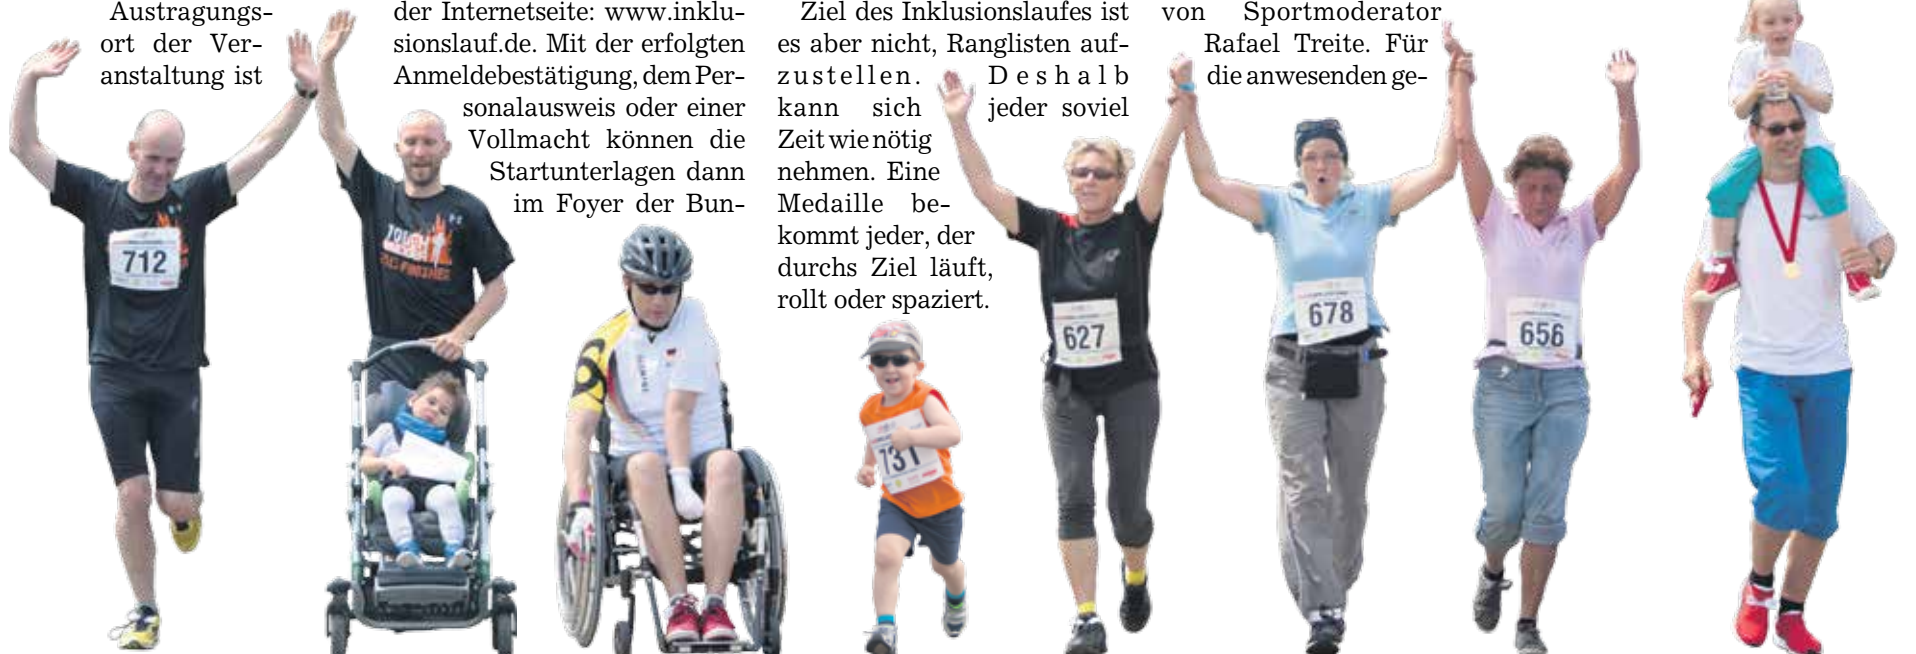 Austragungs-
ort der Ver-
anstaltung ist
der Internetseite: www.inklu-
sionslauf.de. Mit der erfolgten
Anmeldebestätigung, dem Per-
sonalausweis oder einer
Vollmacht können die
Startunterlagen dann
im Foyer der Bun-
Ziel des Inklusionslaufes ist
es aber nicht, Ranglisten auf-
zustellen. Deshalb
kann sich jeder soviel
Zeit wie nötig
nehmen. Eine
Medaille be-
kommt jeder, der
durchs Ziel läuft,
rollt oder spaziert.
von Sportmoderator
Rafael Treite. Für
die anwesenden ge-
712
627
678
656
731